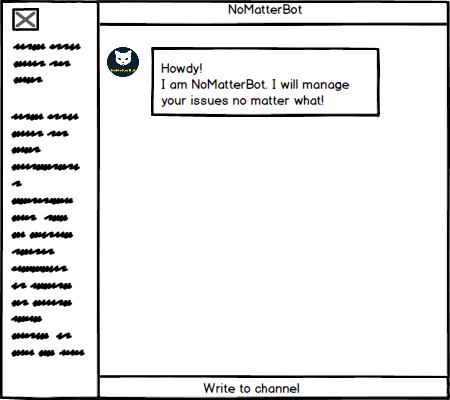 NoMatterBot
Howdy!
I am NoMatterBot. I will manage
your issues no matter what!
Write to channel